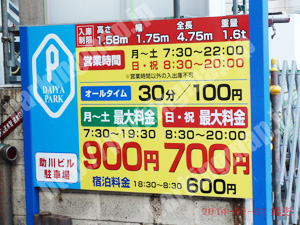 入庫制限 高さ 1.58m 巾 1.75m 全長 4.75m 重量 1.6t
P
DAIYA PARK
営業時間
月～土 7:30～22:00
日・祝 8:30～20:00
※営業時間以外の入出庫不可
オールタイム 30分/100円
月～土 最大料金 日・祝 最大料金
7:30～19:30 8:30～20:00
900円 700円
助川ビル
駐車場
宿泊料金 18:30～8:30 600円